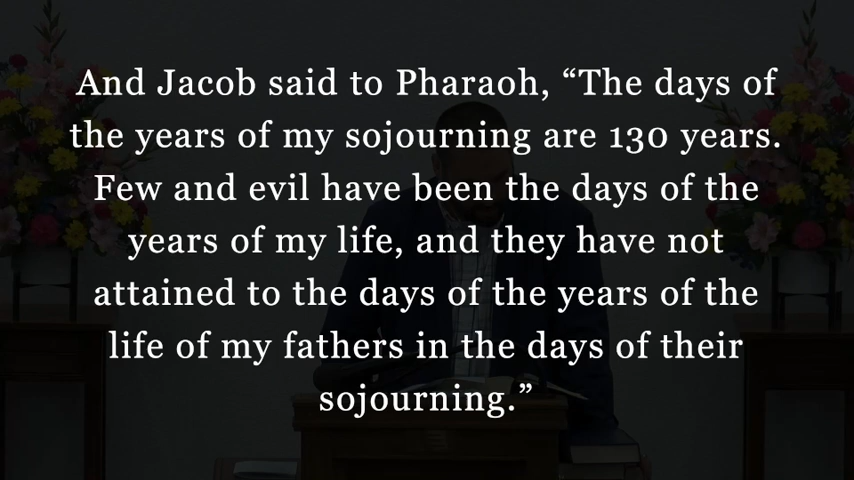 And Jacob said to Pharaoh, “The days of
the years of my sojourning are 130 years.
Few and evil have been the days of the
years of my life, and they have not
attained to the days of the years of the
life of my fathers in the days of their
sojourning.”